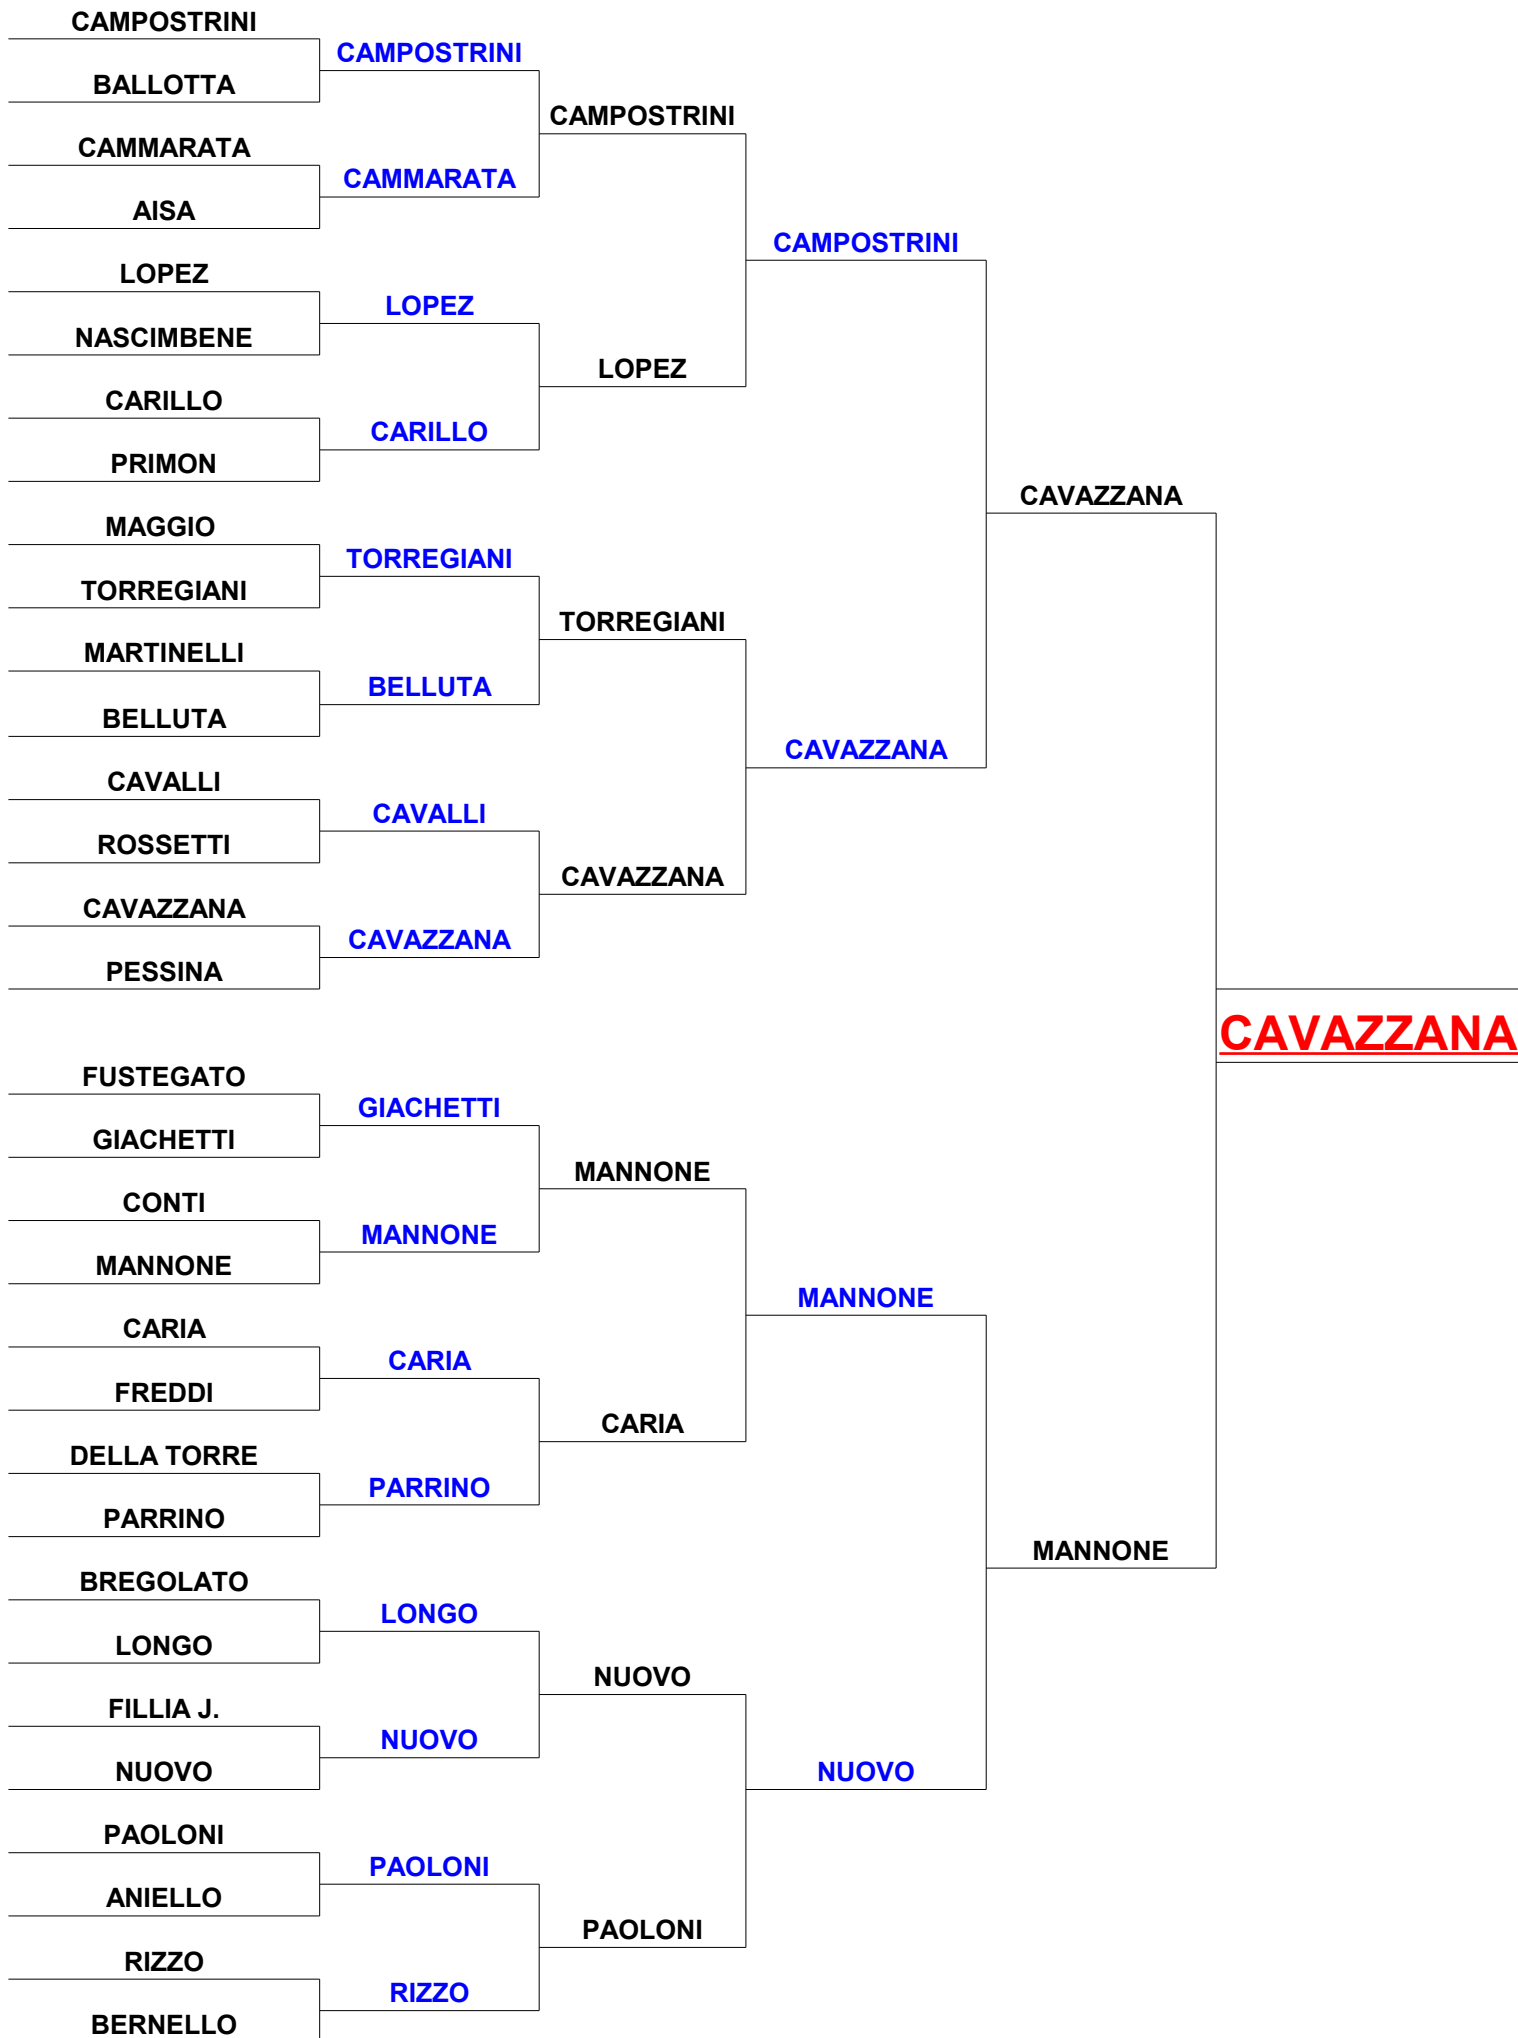 CAMPOSTRINI
CAMPOSTRINI
BALLOTTA
CAMPOSTRINI
CAMMARATA
CAMMARATA
AISA
CAMPOSTRINI
LOPEZ
LOPEZ
NASCIMBENE
LOPEZ
CARILLO
CARILLO
PRIMON
CAVAZZANA
MAGGIO
TORREGIANI
TORREGIANI
TORREGIANI
MARTINELLI
BELLUTA
BELLUTA
CAVAZZANA
CAVALLI
CAVALLI
ROSSETTI
CAVAZZANA
CAVAZZANA
CAVAZZANA
PESSINA
CAVAZZANA
FUSTEGATO
GIACHETTI
GIACHETTI
MANNONE
CONTI
MANNONE
MANNONE
MANNONE
CARIA
CARIA
FREDDI
CARIA
DELLA TORRE
PARRINO
PARRINO
MANNONE
BREGOLATO
LONGO
LONGO
NUOVO
FILLIA J.
NUOVO
NUOVO
NUOVO
PAOLONI
PAOLONI
ANIELLO
PAOLONI
RIZZO
RIZZO
BERNELLO